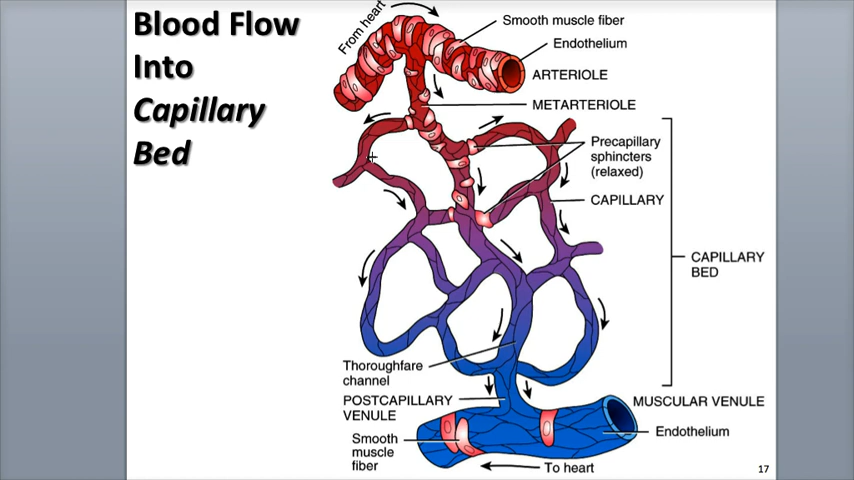 Blood Flow
Into
Capillary
Bed
From heart
Smooth muscle fiber
Endothelium
ARTERIOLE
METARTERIOLE
Precapillary
sphincters
(relaxed)
CAPILLARY
CAPILLARY
BED
Thoroughfare
channel
POSTCAPILLARY
VENULE
MUSCULAR VENULE
Endothelium
Smooth
muscle
fiber
To heart
17